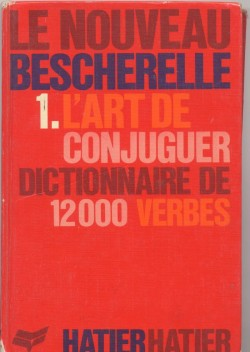 LE NOUVEAU
BESCHERELLE
1. L'ART DE
CONJUGUER
DICTIONNAIRE DE
12000 VERBES
HATIER HATIER